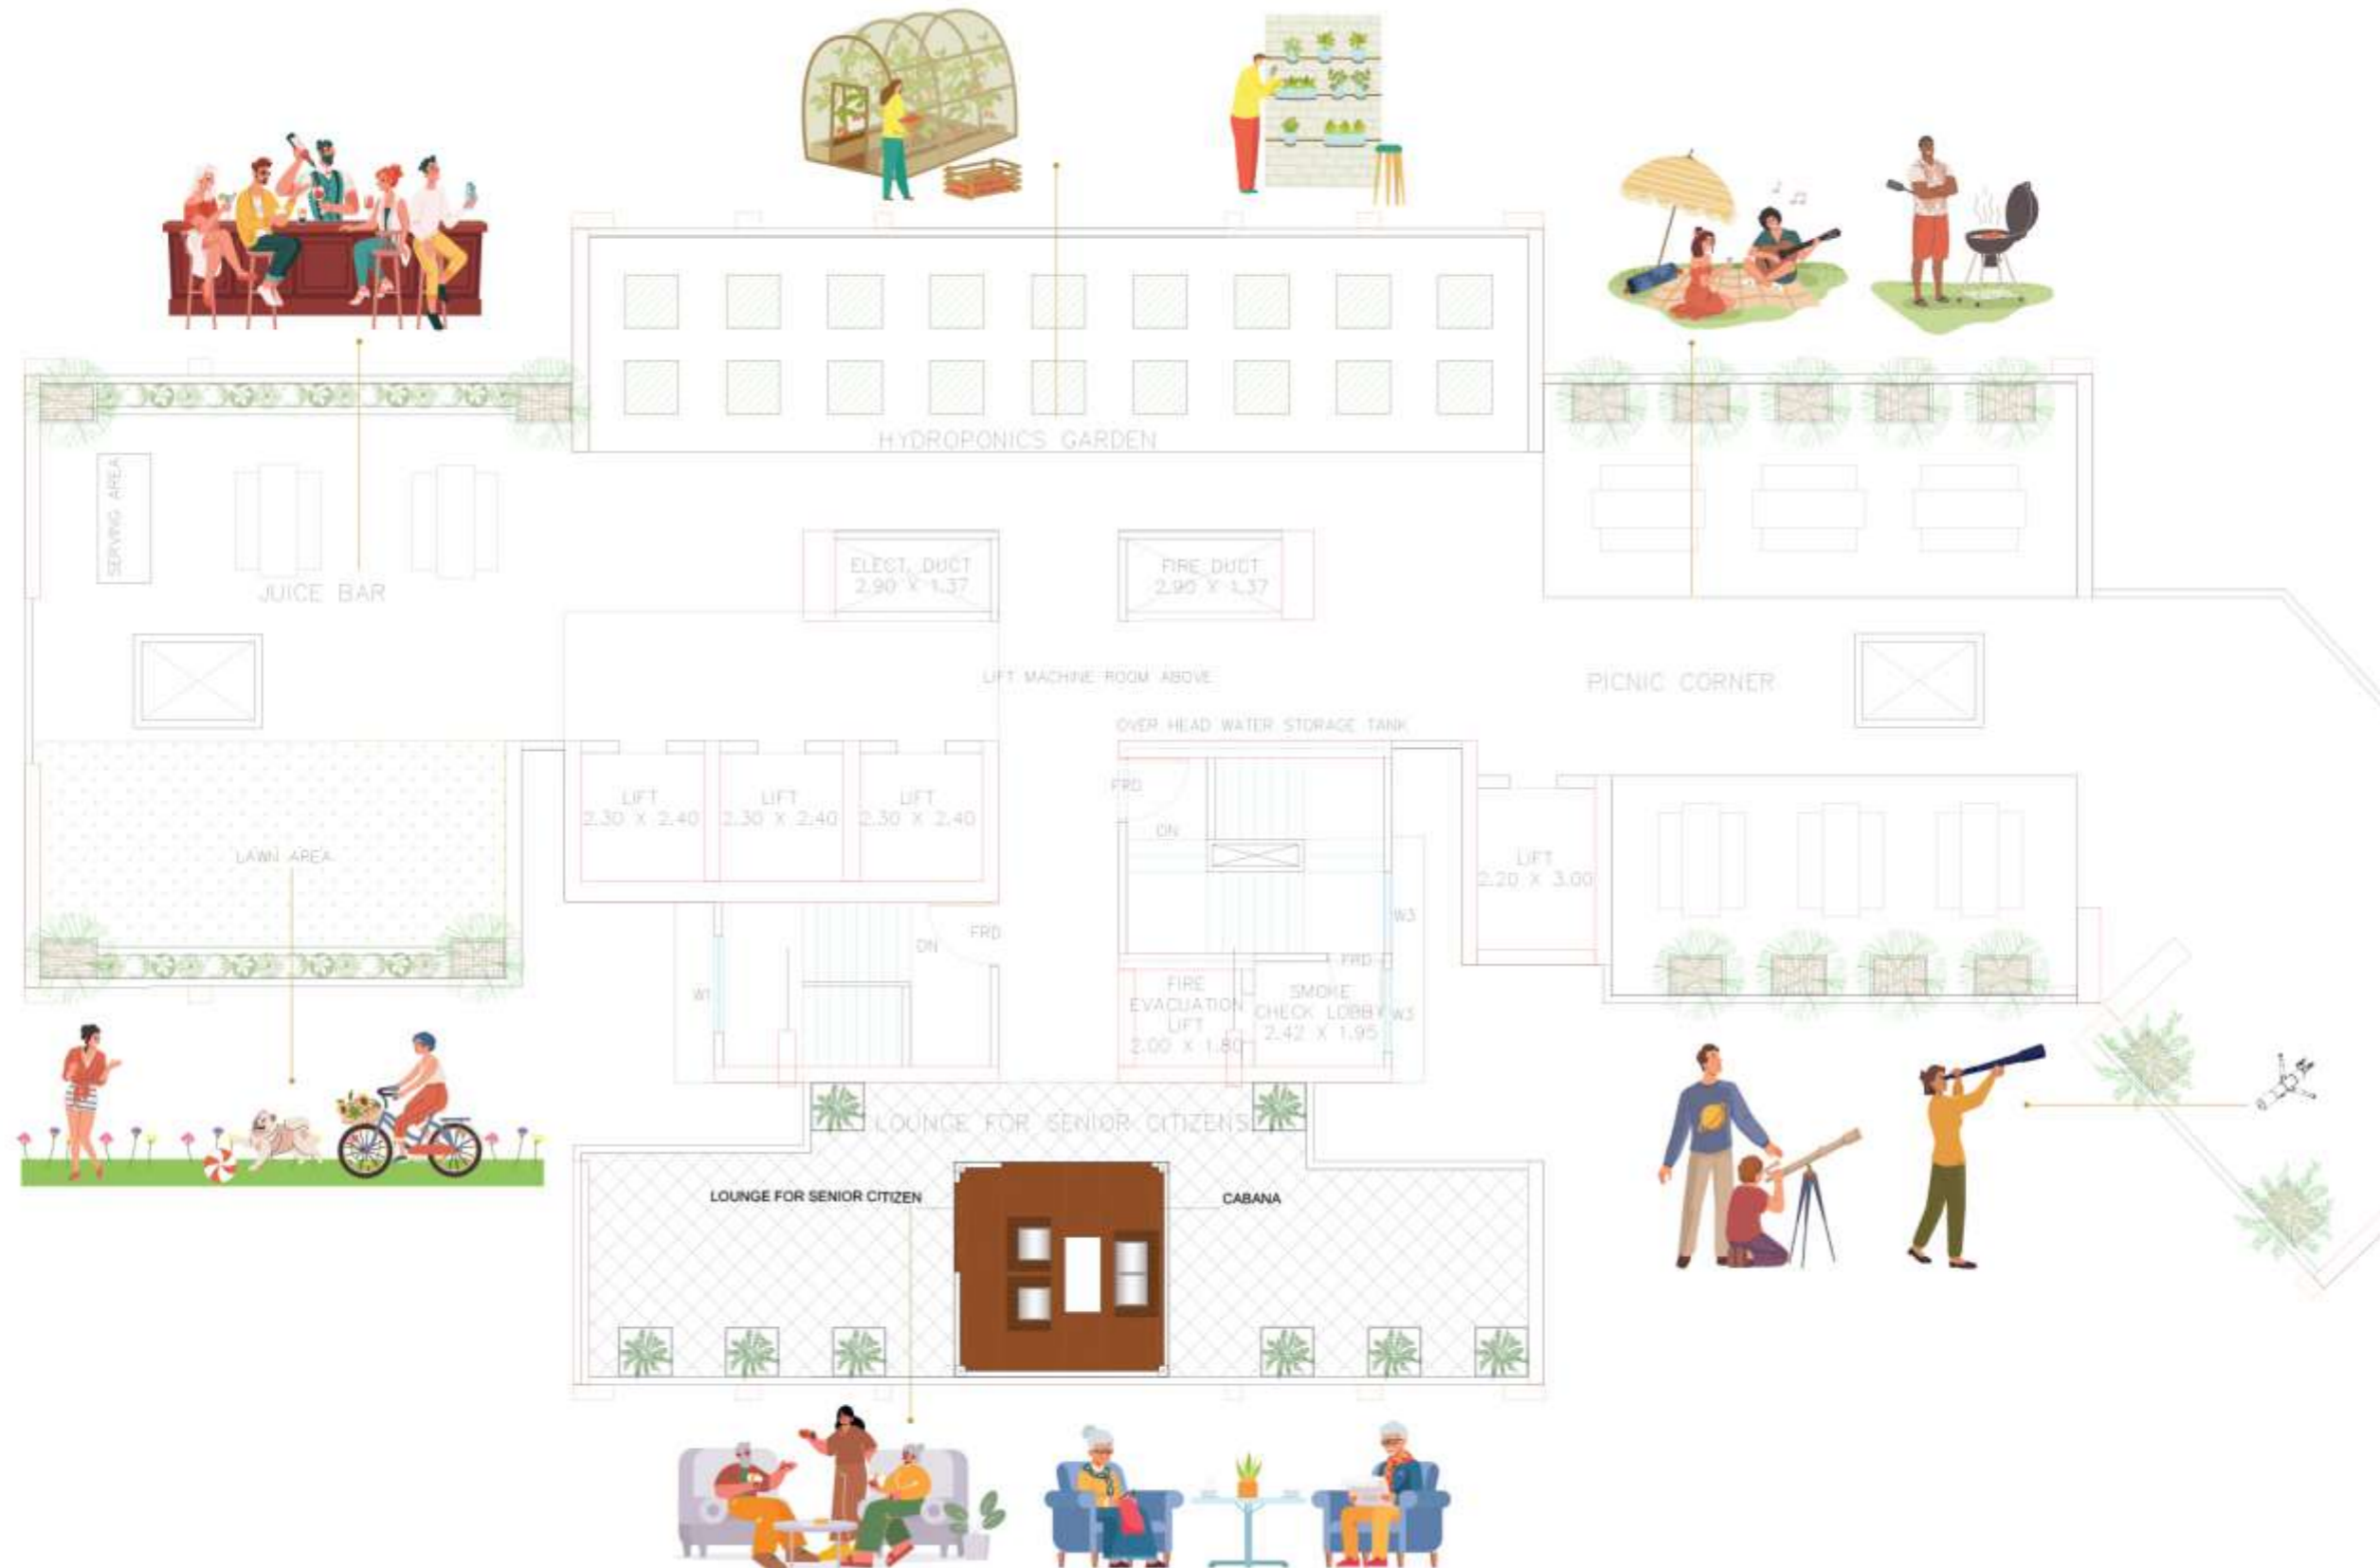 HYDROPONICS GARDEN
SERVING AREA
JUICE BAR
ELECT. DUCT
2.90 X 1.37
FIRE DUCT
2.90 X 1.37
LIFT MACHINE ROOM ABOVE
PICNIC CORNER
OVER HEAD WATER STORAGE TANK
LIFT
2.30 X 2.40
LIFT
2.30 X 2.40
LIFT
2.30 X 2.40
FRD
DN
LAWN AREA
LIFT
2.20 X 3.00
W3
DN
FRD
FRD
W1
FIRE
EVACUATION
LIFT
2.00 X 1.80
SMOKE
CHECK LOBBY
2.42 X 1.95
W3
LOUNGE FOR SENIOR CITIZENS
LOUNGE FOR SENIOR CITIZEN
CABANA